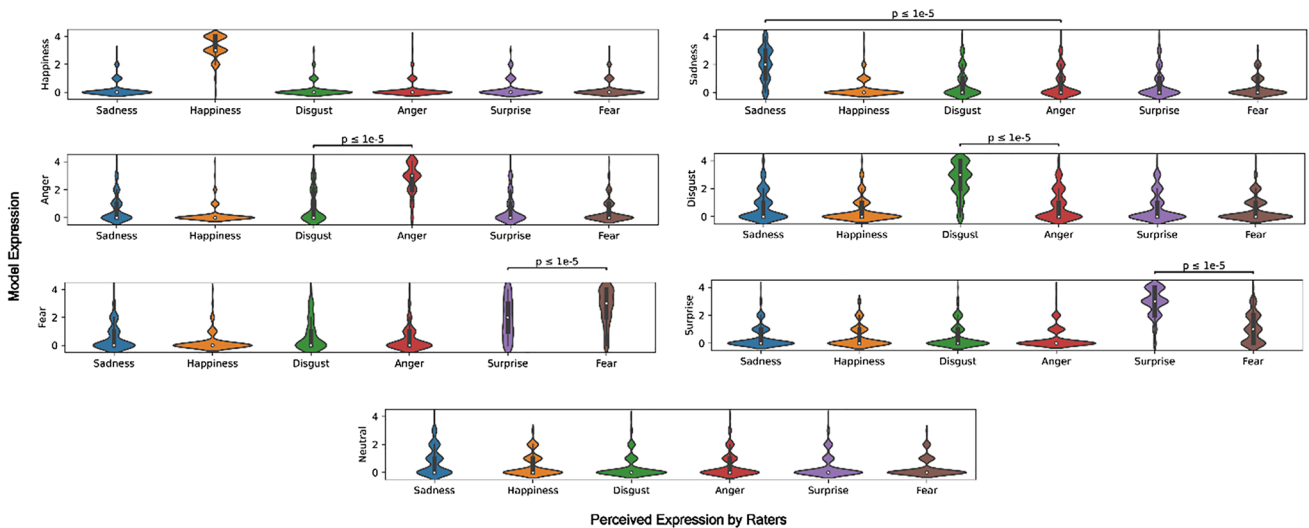 p ≤ 1e-5
Happiness
4
2
0
Sadness Happiness Disgust Anger Surprise Fear
Sadness
4
2
0
Sadness Happiness Disgust Anger Surprise Fear
p ≤ 1e-5
Anger
4
2
0
Sadness Happiness Disgust Anger Surprise Fear
p ≤ 1e-5
Disgust
4
2
0
Sadness Happiness Disgust Anger Surprise Fear
Model Expression
p ≤ 1e-5
Fear
4
2
0
Sadness Happiness Disgust Anger Surprise Fear
p ≤ 1e-5
Surprise
4
2
0
Sadness Happiness Disgust Anger Surprise Fear
Neutral
4
2
0
Sadness Happiness Disgust Anger Surprise Fear
Perceived Expression by Raters